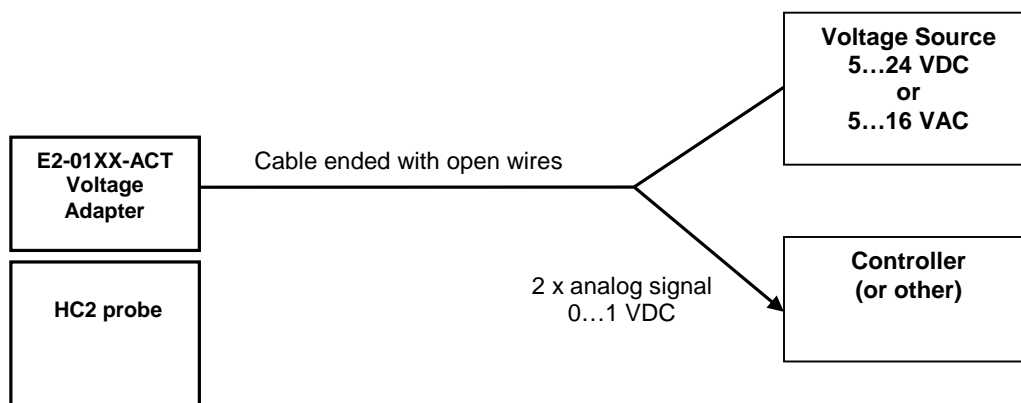 Voltage Source
5…24 VDC
or
5…16 VAC
E2-01XX-ACT
Voltage
Adapter
Cable ended with open wires
2 x analog signal
0…1 VDC
Controller
(or other)
HC2 probe